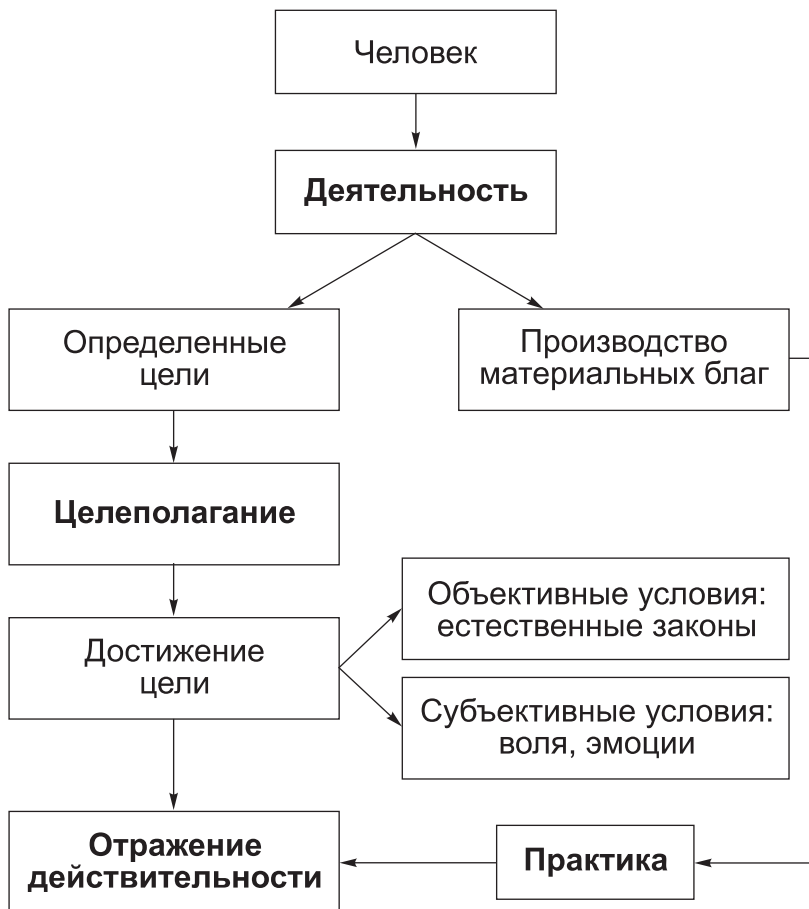 Человек
Деятельность
Определенные
цели
Производство
материальных благ
Целеполагание
Объективные условия:
естественные законы
Достижение
цели
Субъективные условия:
воля, эмоции
Отражение
действительности
Практика